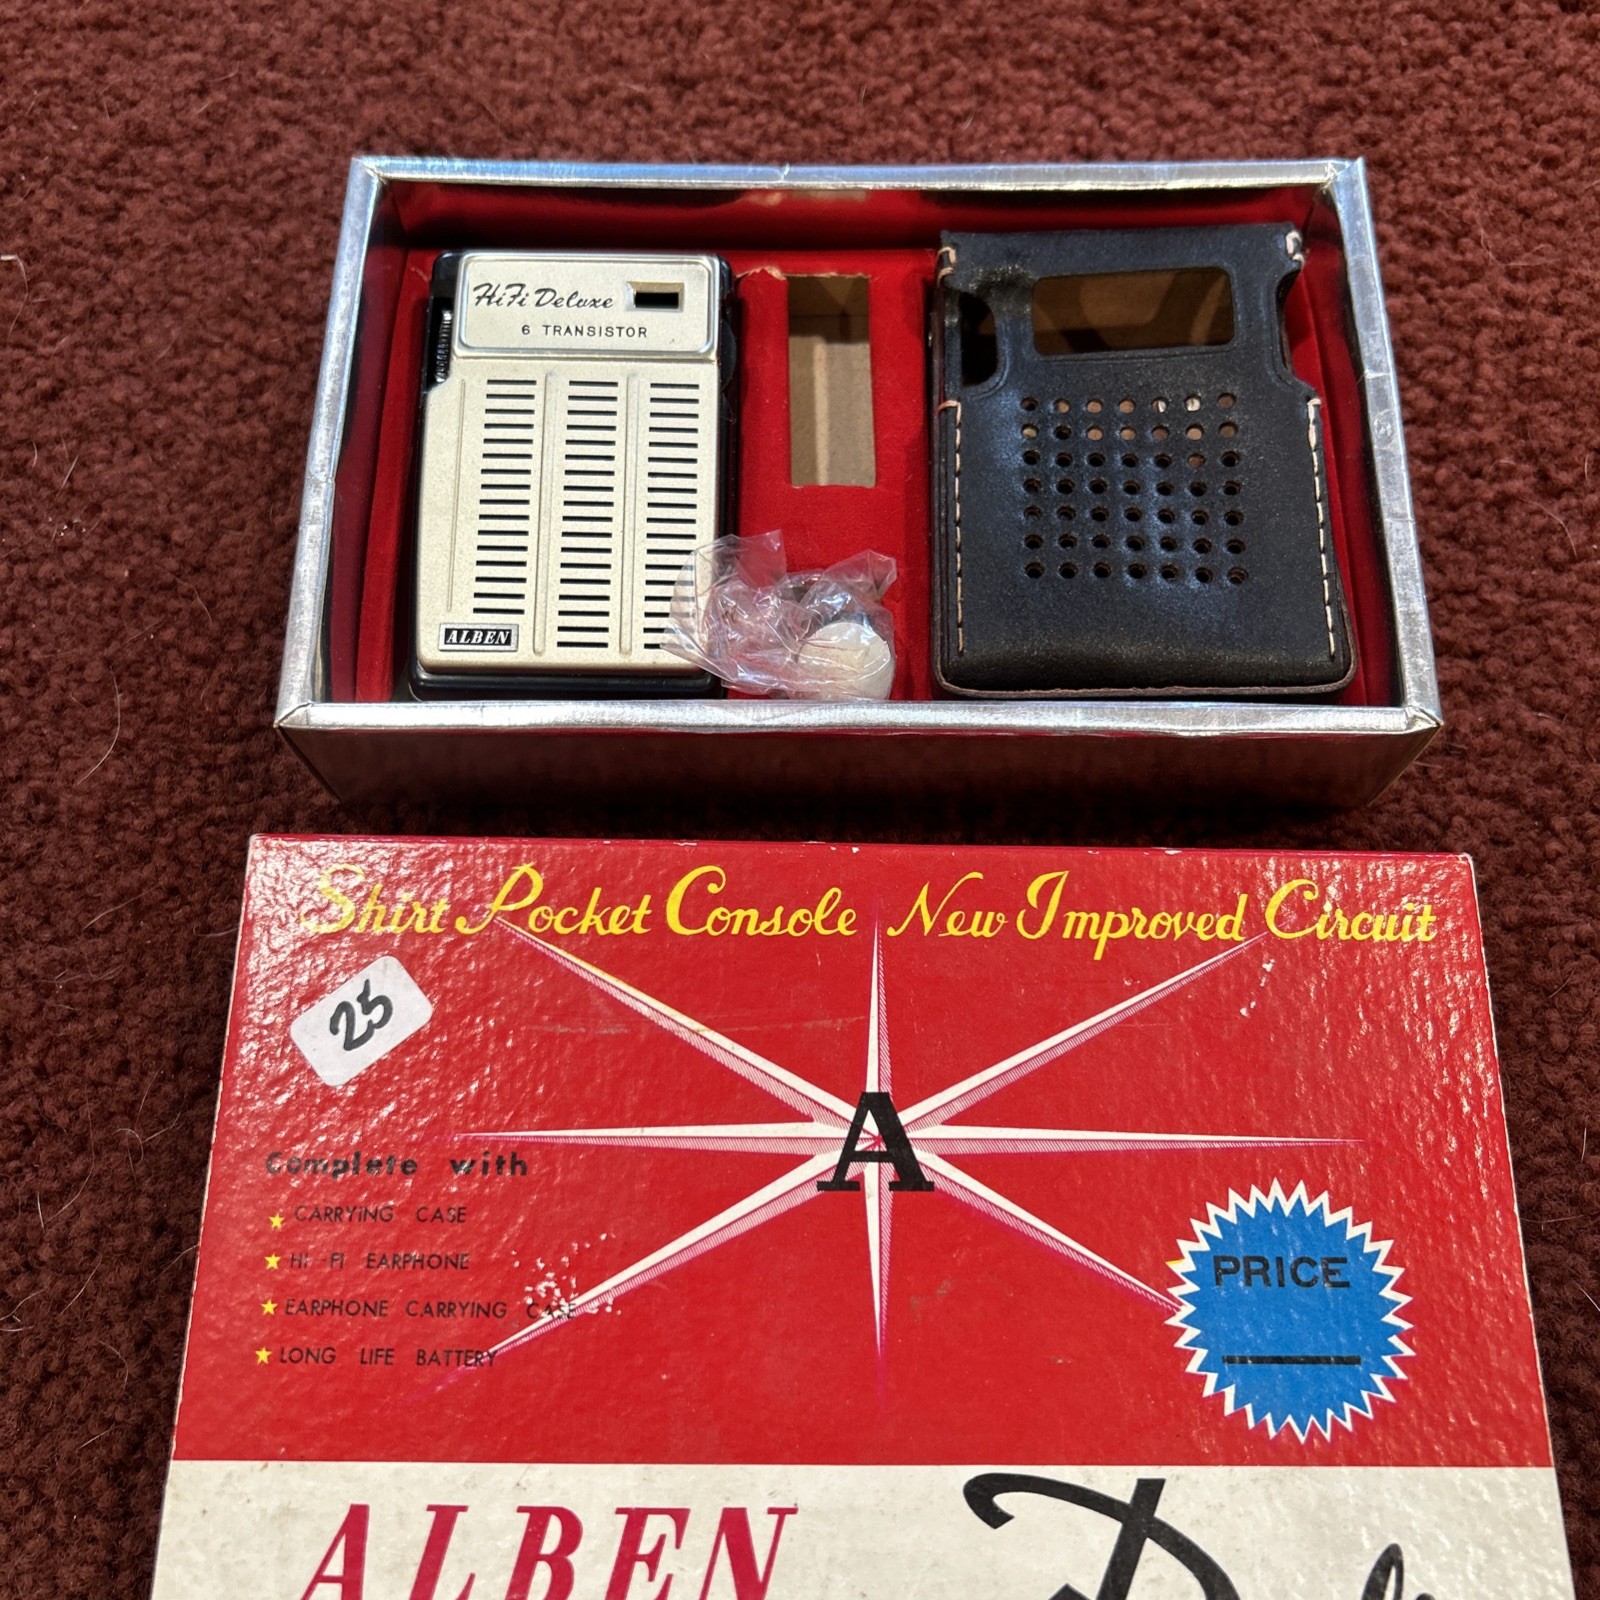 HiFi Deluxe
6 TRANSISTOR
ALBEN
Shirt Pocket Console New Improved Circuit
25
A
Complete with
CARRYING CASE
HI-FI EARPHONE
EARPHONE CARRYING CASE
LONG LIFE BATTERY
PRICE
ALBEN